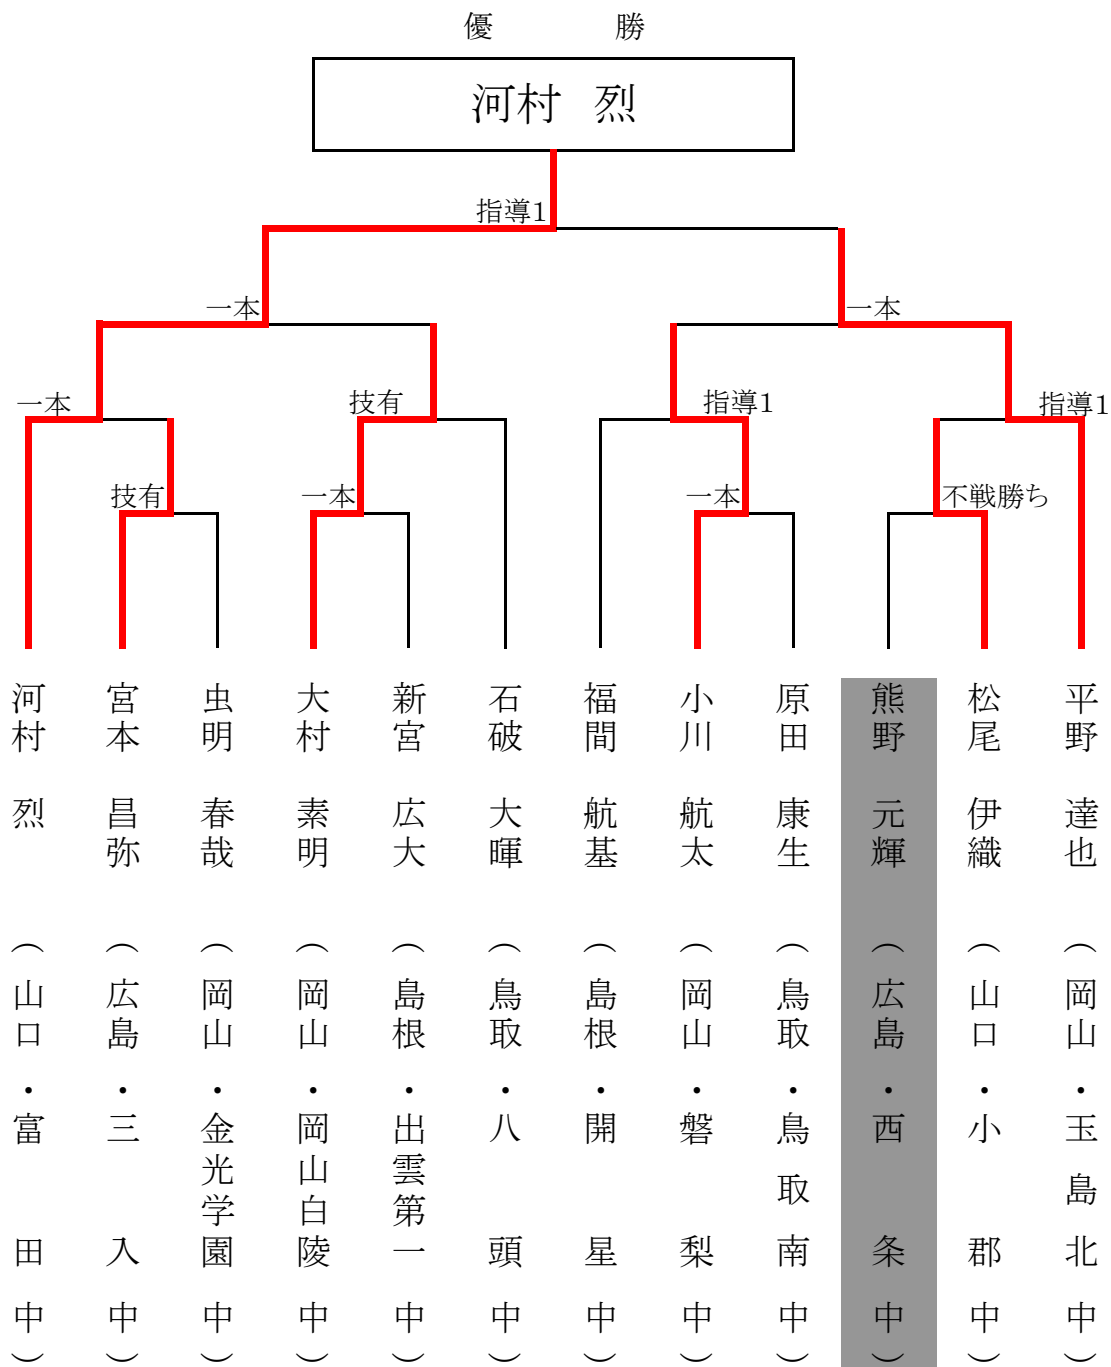 優　勝
河村　烈
指導1
一本
一本
一本
技有
指導1
指導1
技有
一本
一本
不戦勝ち
河村　烈　（山口・富田中）
宮本　昌弥　（広島・三入中）
虫明　春哉　（岡山・金光学園中）
大村　素明　（岡山・岡山白陵中）
新宮　広大　（島根・出雲第一中）
石破　大暉　（鳥取・八頭中）
福間　航基　（島根・開星中）
小川　航太　（岡山・磐梨中）
原田　康生　（鳥取・鳥取南中）
熊野　元輝　（広島・西条中）
松尾　伊織　（山口・小郡中）
平野　達也　（岡山・玉島北中）